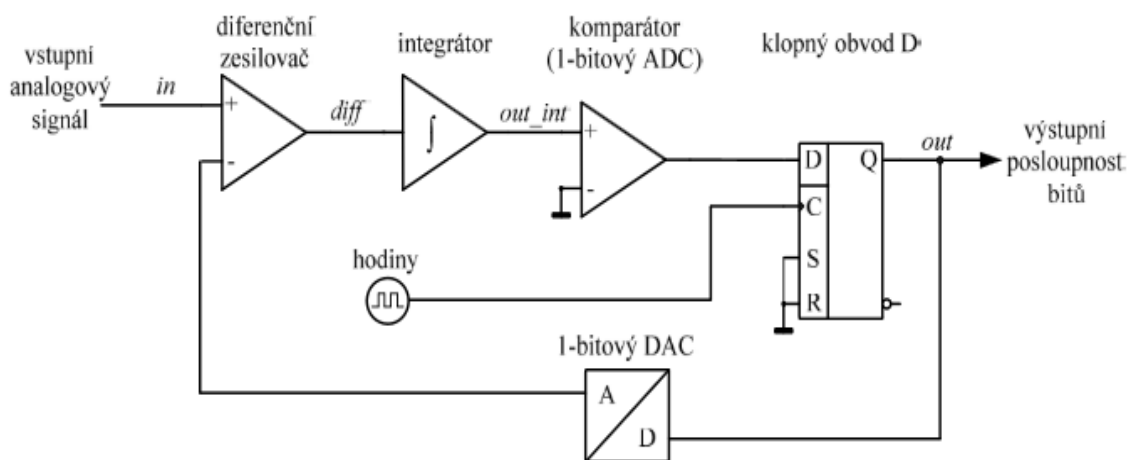 vstupní
analogový
signál
in
diferenční
zesilovač
+
-
diff
integrátor
∫
out_int
komparátor
(1-bitový ADC)
+
-
klopný obvod D
D
Q
C
S
R
out
výstupní
posloupnost
bitů
hodiny
1-bitový DAC
A
D